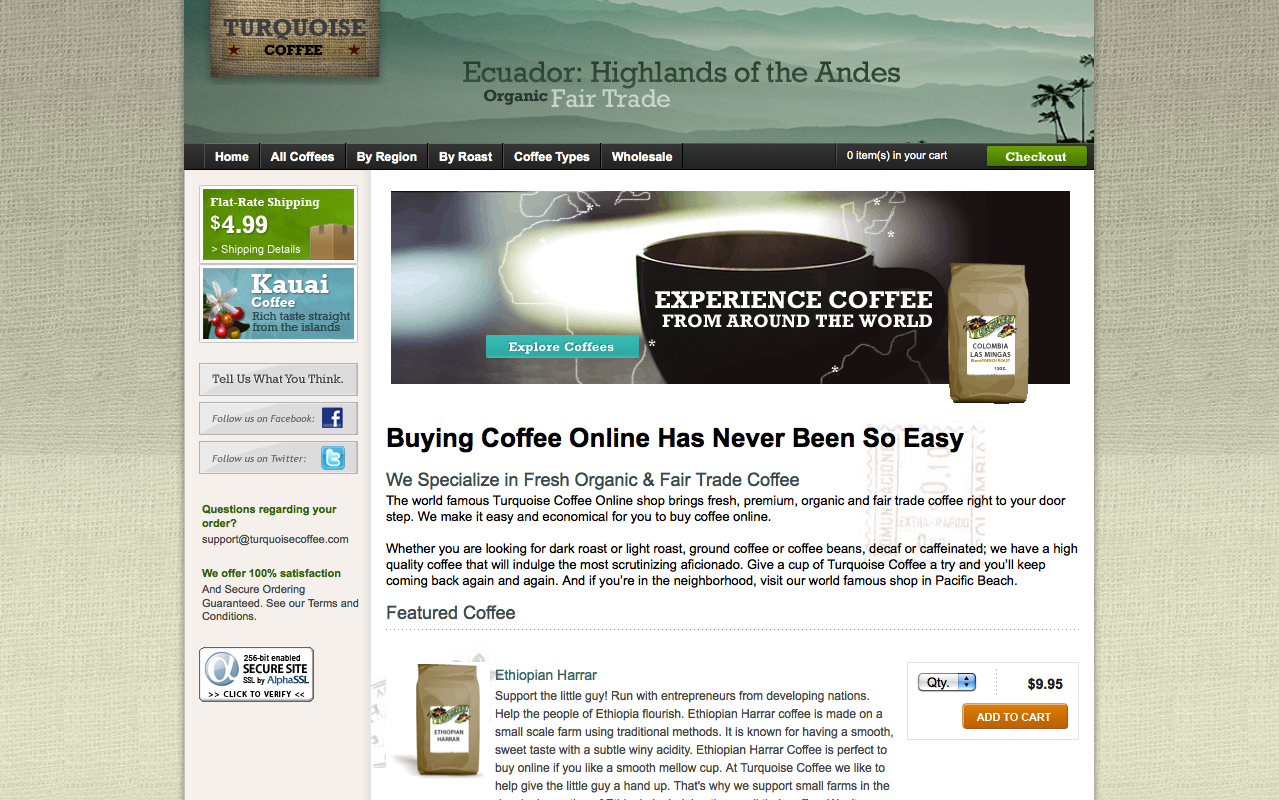 TURQUOISE
COFFEE
Ecuador: Highlands of the Andes
Organic Fair Trade
Home
All Coffees
By Region
By Roast
Coffee Types
Wholesale
0 item(s) in your cart
Checkout
Flat-Rate Shipping
$4.99
> Shipping Details
Kauai
Coffee
Rich taste straight
from the islands
Tell Us What You Think.
Follow us on Facebook:
Follow us on Twitter:
Questions regarding your
order?
support@turquoisecoffee.com
We offer 100% satisfaction
And Secure Ordering
Guaranteed. See our Terms and
Conditions.
256-bit enabled
SECURE SITE
SSL by AlphaSSL
>> CLICK TO VERIFY <<
EXPERIENCE COFFEE
FROM AROUND THE WORLD
Explore Coffees
COLOMBIA
LAS MINGAS
12 OZ.
Buying Coffee Online Has Never Been So Easy
We Specialize in Fresh Organic & Fair Trade Coffee
The world famous Turquoise Coffee Online shop brings fresh, premium, organic and fair trade coffee right to your door
step. We make it easy and economical for you to buy coffee online.
Whether you are looking for dark roast or light roast, ground coffee or coffee beans, decaf or caffeinated; we have a high
quality coffee that will indulge the most scrutinizing aficionado. Give a cup of Turquoise Coffee a try and you'll keep
coming back again and again. And if you're in the neighborhood, visit our world famous shop in Pacific Beach.
Featured Coffee
ETHIOPIAN
HARRAR
Ethiopian Harrar
Support the little guy! Run with entrepreneurs from developing nations.
Help the people of Ethiopia flourish. Ethiopian Harrar coffee is made on a
small scale farm using traditional methods. It is known for having a smooth,
sweet taste with a subtle winy acidity. Ethiopian Harrar Coffee is perfect to
buy online if you like a smooth mellow cup. At Turquoise Coffee we like to
help give the little guy a hand up. That's why we support small farms in the
Qty.
$9.95
ADD TO CART